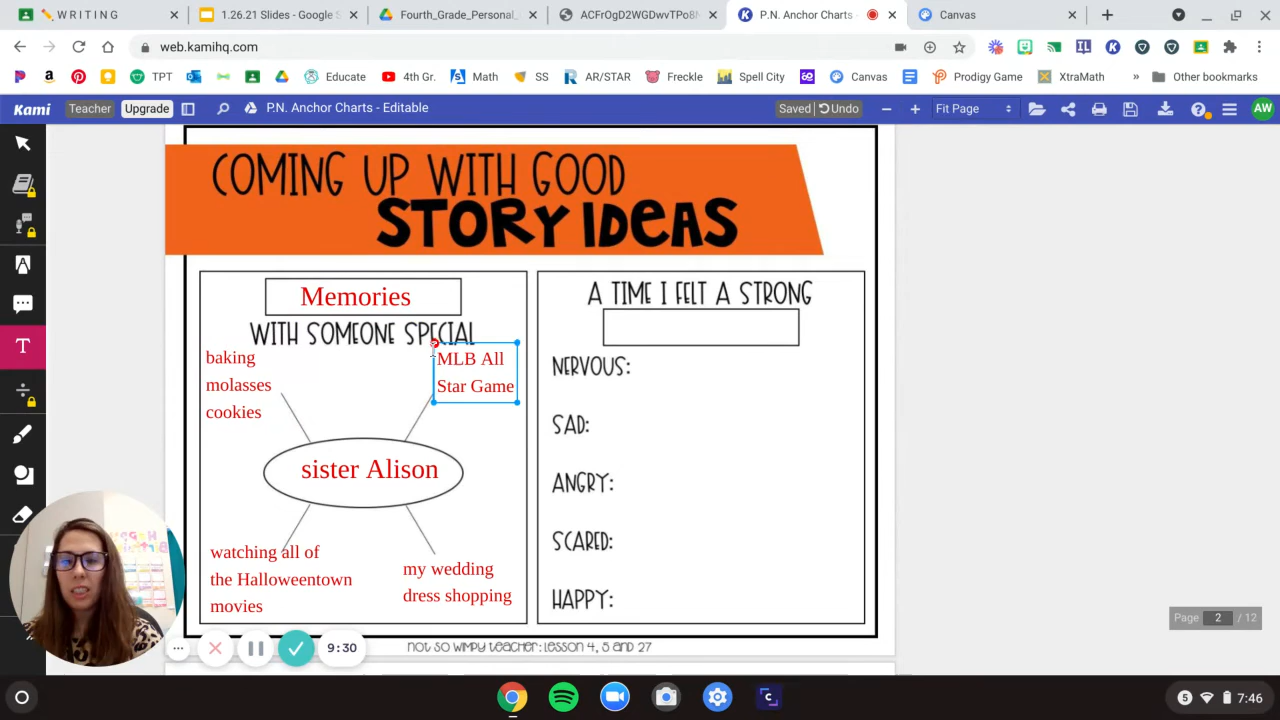 W R I T I N G
1.26.21 Slides - Google S
Fourth_Grade_Personal_
ACFrOgD2WGDwvTPo8
P.N. Anchor Charts -
Canvas
web.kamihq.com
TPT
Educate
4th Gr.
Math
SS
AR/STAR
Freckle
Spell City
Canvas
Prodigy Game
XtraMath
»
Other bookmarks
Kami
Teacher
Upgrade
P.N. Anchor Charts - Editable
Saved
Undo
Fit Page
AW
COMING UP WITH GOOD
STORY IDEAS
Memories
WITH SOMEONE SPECIAL
baking
molasses
cookies
MLB All
Star Game
sister Alison
watching all of
the Halloweentown
movies
my wedding
dress shopping
A TIME I FELT A STRONG
NERVOUS:
SAD:
ANGRY:
SCARED:
HAPPY:
not so wimpy teacher: lesson 4, 5 and 27
Page 2 / 12
9:30
5
7:46